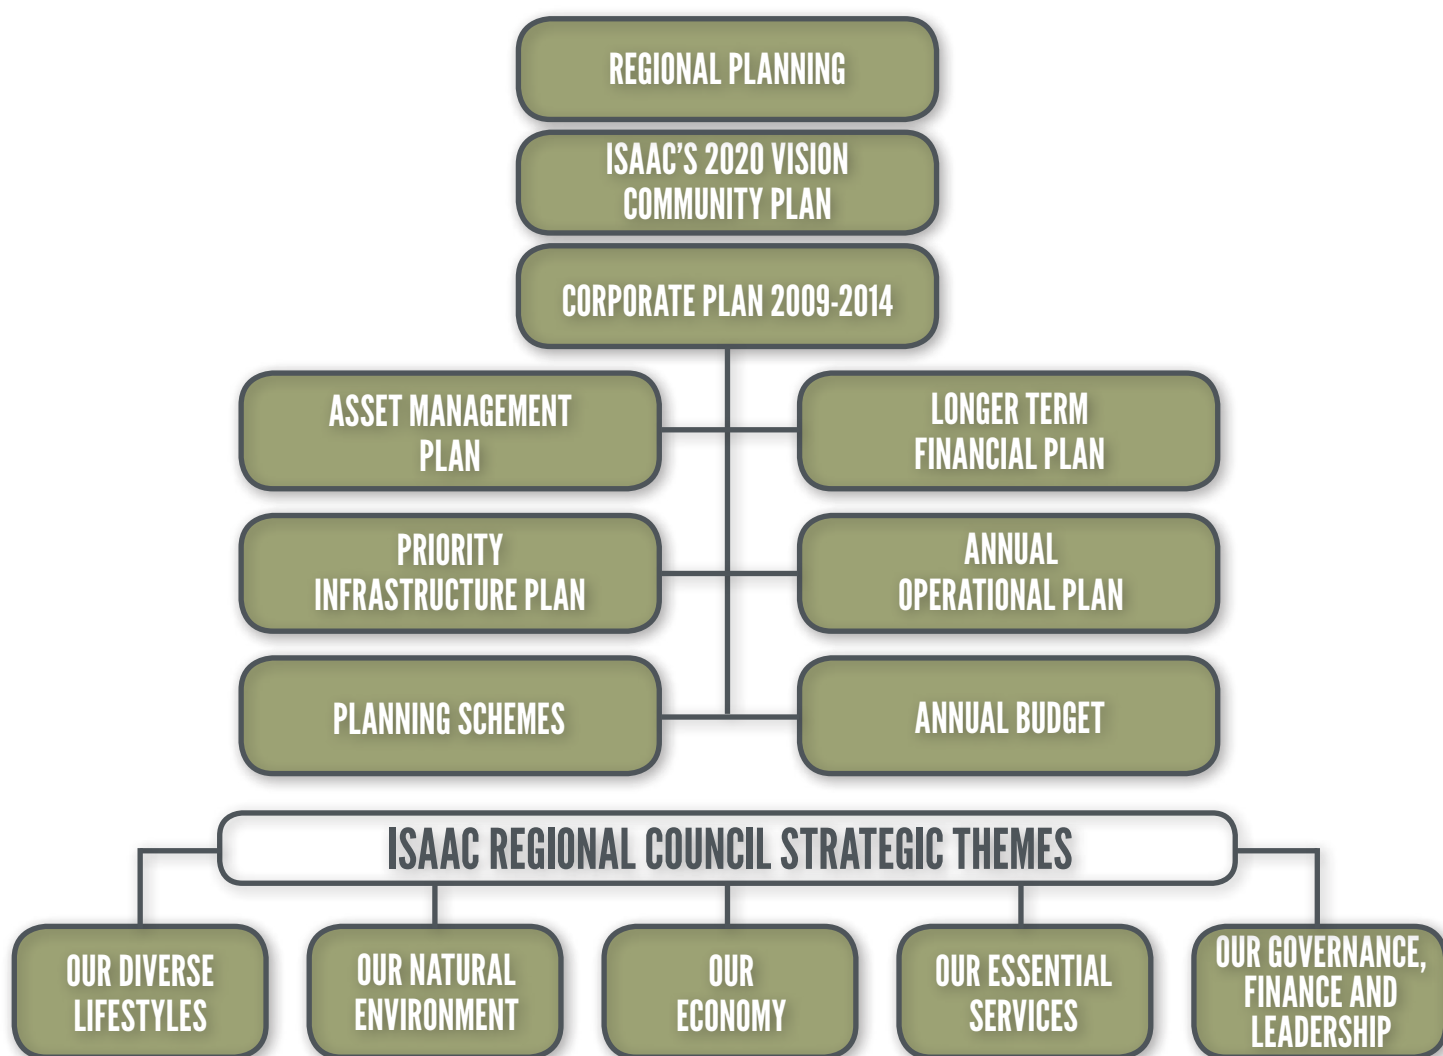 REGIONAL PLANNING
ISAAC'S 2020 VISION
COMMUNITY PLAN
CORPORATE PLAN 2009-2014
ASSET MANAGEMENT
PLAN
LONGER TERM
FINANCIAL PLAN
PRIORITY
INFRASTRUCTURE PLAN
ANNUAL
OPERATIONAL PLAN
PLANNING SCHEMES
ANNUAL BUDGET
ISAAC REGIONAL COUNCIL STRATEGIC THEMES
OUR DIVERSE
LIFESTYLES
OUR NATURAL
ENVIRONMENT
OUR
ECONOMY
OUR ESSENTIAL
SERVICES
OUR GOVERNANCE,
FINANCE AND
LEADERSHIP